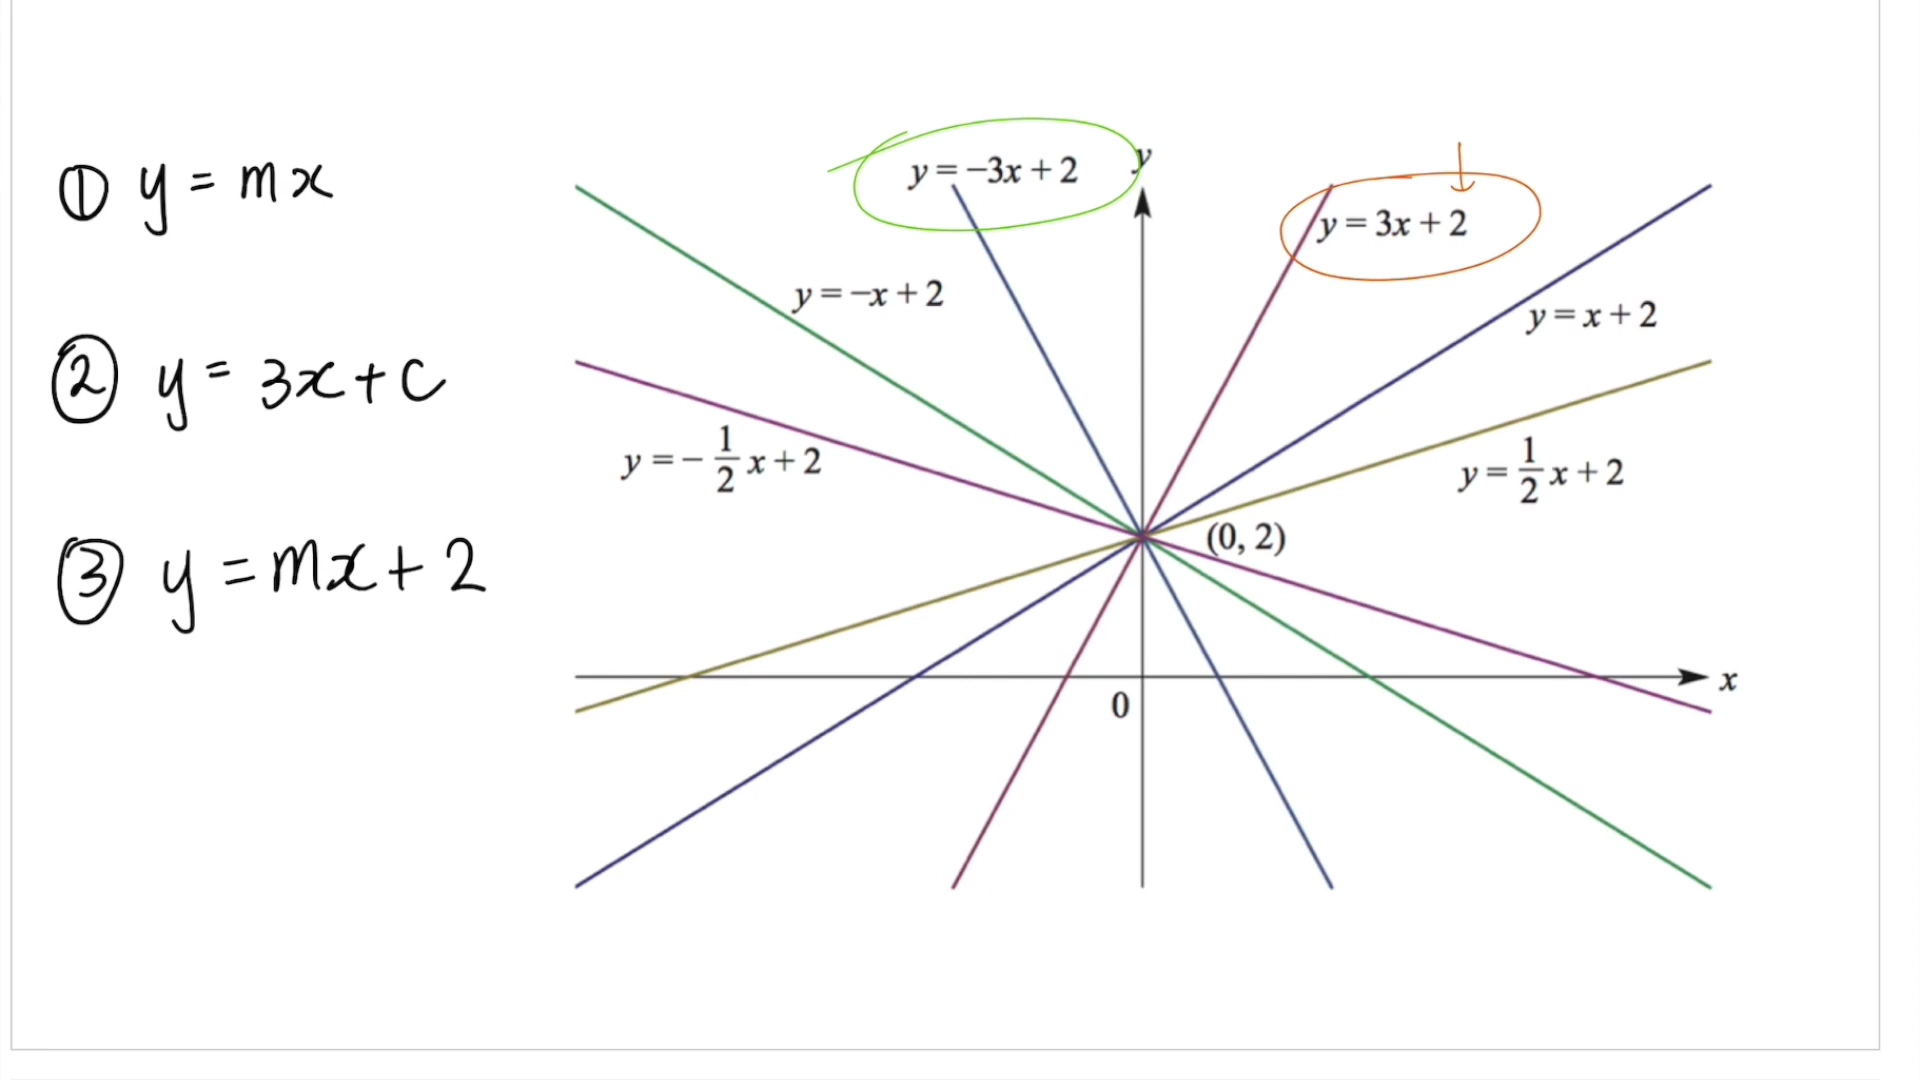 ① y = mx
② y = 3x + c
③ y = mx + 2
y = −3x + 2
y
y = 3x + 2
y = −x + 2
y = x + 2
y = − 1/2 x + 2
y = 1/2 x + 2
(0, 2)
x
0